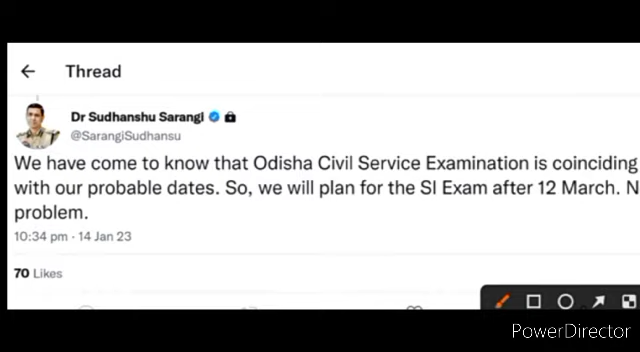 Thread
Dr Sudhanshu Sarangi
@SarangiSudhansu
We have come to know that Odisha Civil Service Examination is coinciding
with our probable dates. So, we will plan for the SI Exam after 12 March. N
problem.
10:34 pm · 14 Jan 23
70 Likes
PowerDirector